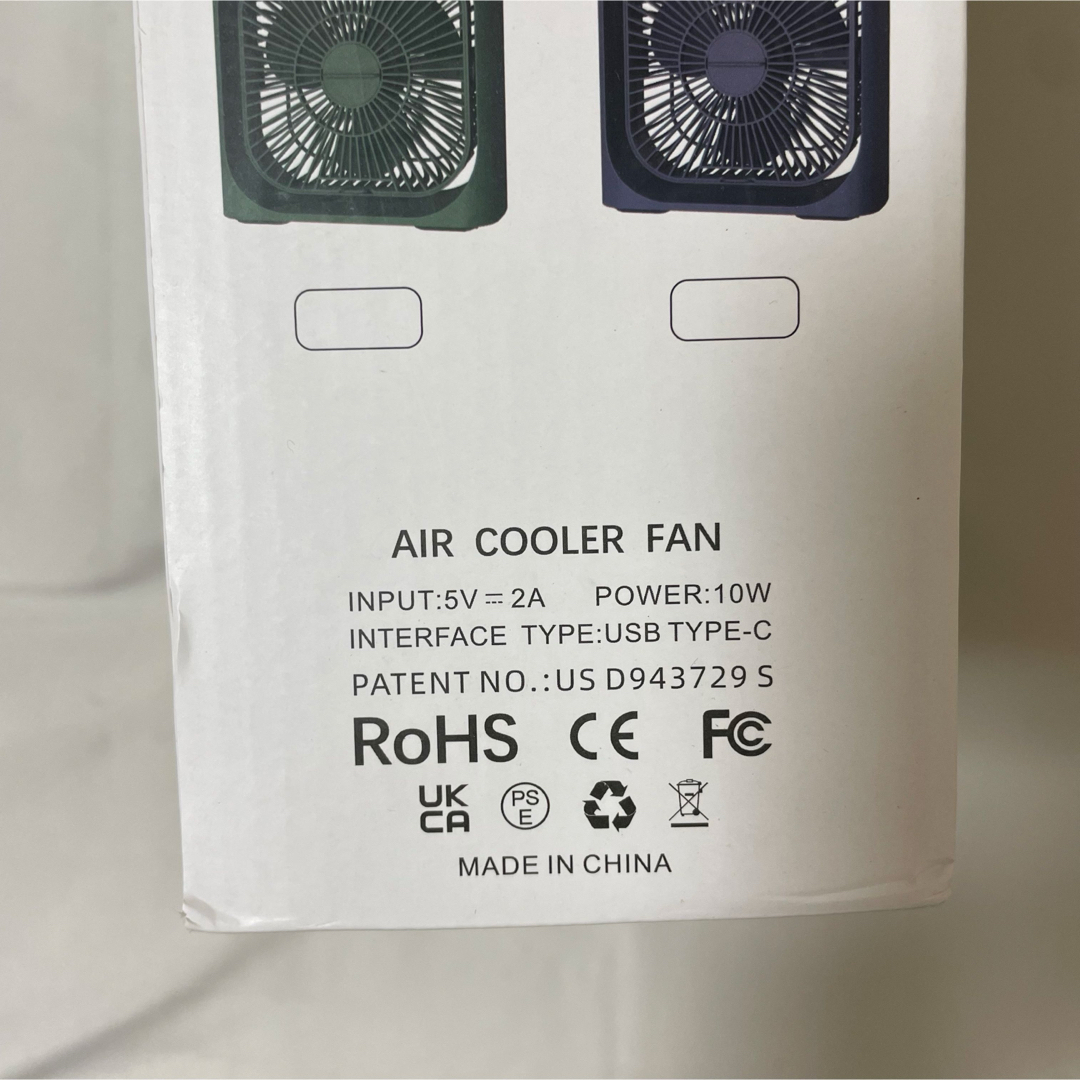 AIR COOLER FAN
INPUT:5V⎓2A POWER:10W
INTERFACE TYPE:USB TYPE-C
PATENT NO.:US D943729 S
RoHS CE FC
UK CA PS E
MADE IN CHINA